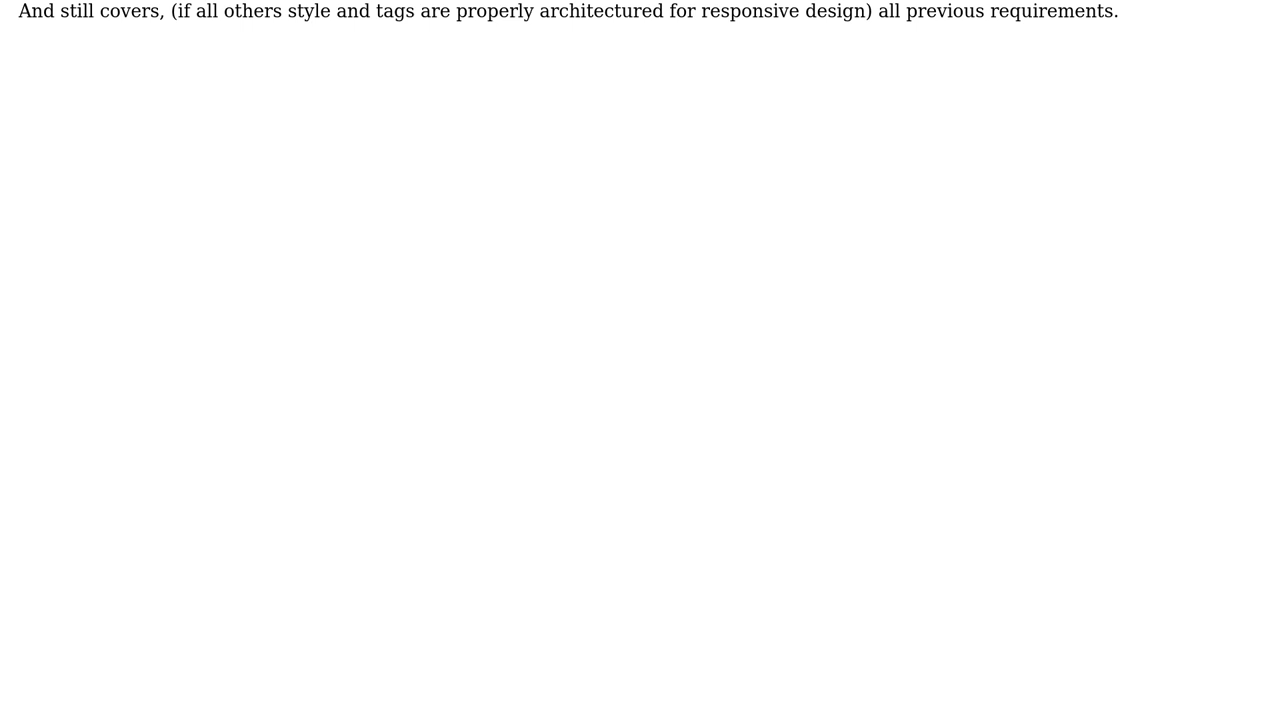 And still covers, (if all others style and tags are properly architectured for responsive design) all previous requirements.